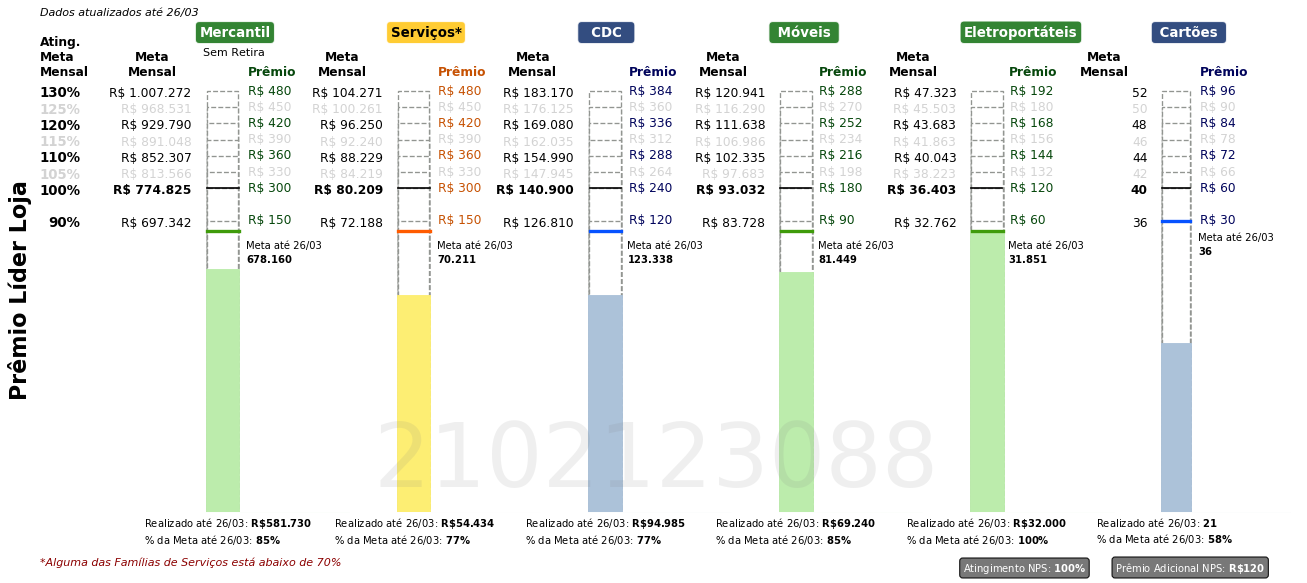 Dados atualizados até 26/03
Mercantil Serviços* CDC Móveis Eletroportáteis Cartões
Sem Retira
Ating. Meta Mensal
Meta Mensal Prêmio Meta Mensal Prêmio Meta Mensal Prêmio Meta Mensal Prêmio Meta Mensal Prêmio Meta Mensal Prêmio
130% R$ 1.007.272 R$ 480 R$ 104.271 R$ 480 R$ 183.170 R$ 384 R$ 120.941 R$ 288 R$ 47.323 R$ 192 52 R$ 96
125% R$ 968.531 R$ 450 R$ 100.261 R$ 450 R$ 176.125 R$ 360 R$ 116.290 R$ 270 R$ 45.503 R$ 180 50 R$ 90
120% R$ 929.790 R$ 420 R$ 96.250 R$ 420 R$ 169.080 R$ 336 R$ 111.638 R$ 252 R$ 43.683 R$ 168 48 R$ 84
115% R$ 891.048 R$ 390 R$ 92.240 R$ 390 R$ 162.035 R$ 312 R$ 106.986 R$ 234 R$ 41.863 R$ 156 46 R$ 78
110% R$ 852.307 R$ 360 R$ 88.229 R$ 360 R$ 154.990 R$ 288 R$ 102.335 R$ 216 R$ 40.043 R$ 144 44 R$ 72
105% R$ 813.566 R$ 330 R$ 84.219 R$ 330 R$ 147.945 R$ 264 R$ 97.683 R$ 198 R$ 38.223 R$ 132 42 R$ 66
100% R$ 774.825 R$ 300 R$ 80.209 R$ 300 R$ 140.900 R$ 240 R$ 93.032 R$ 180 R$ 36.403 R$ 120 40 R$ 60
90% R$ 697.342 R$ 150 R$ 72.188 R$ 150 R$ 126.810 R$ 120 R$ 83.728 R$ 90 R$ 32.762 R$ 60 36 R$ 30
Meta até 26/03 Meta até 26/03 Meta até 26/03 Meta até 26/03 Meta até 26/03 Meta até 26/03
678.160 70.211 123.338 81.449 31.851 36
Prêmio Líder Loja
2102123088
Realizado até 26/03: R$581.730 Realizado até 26/03: R$54.434 Realizado até 26/03: R$94.985 Realizado até 26/03: R$69.240 Realizado até 26/03: R$32.000 Realizado até 26/03: 21
% da Meta até 26/03: 85% % da Meta até 26/03: 77% % da Meta até 26/03: 77% % da Meta até 26/03: 85% % da Meta até 26/03: 100% % da Meta até 26/03: 58%
*Alguma das Famílias de Serviços está abaixo de 70%
Atingimento NPS: 100% Prêmio Adicional NPS: R$120